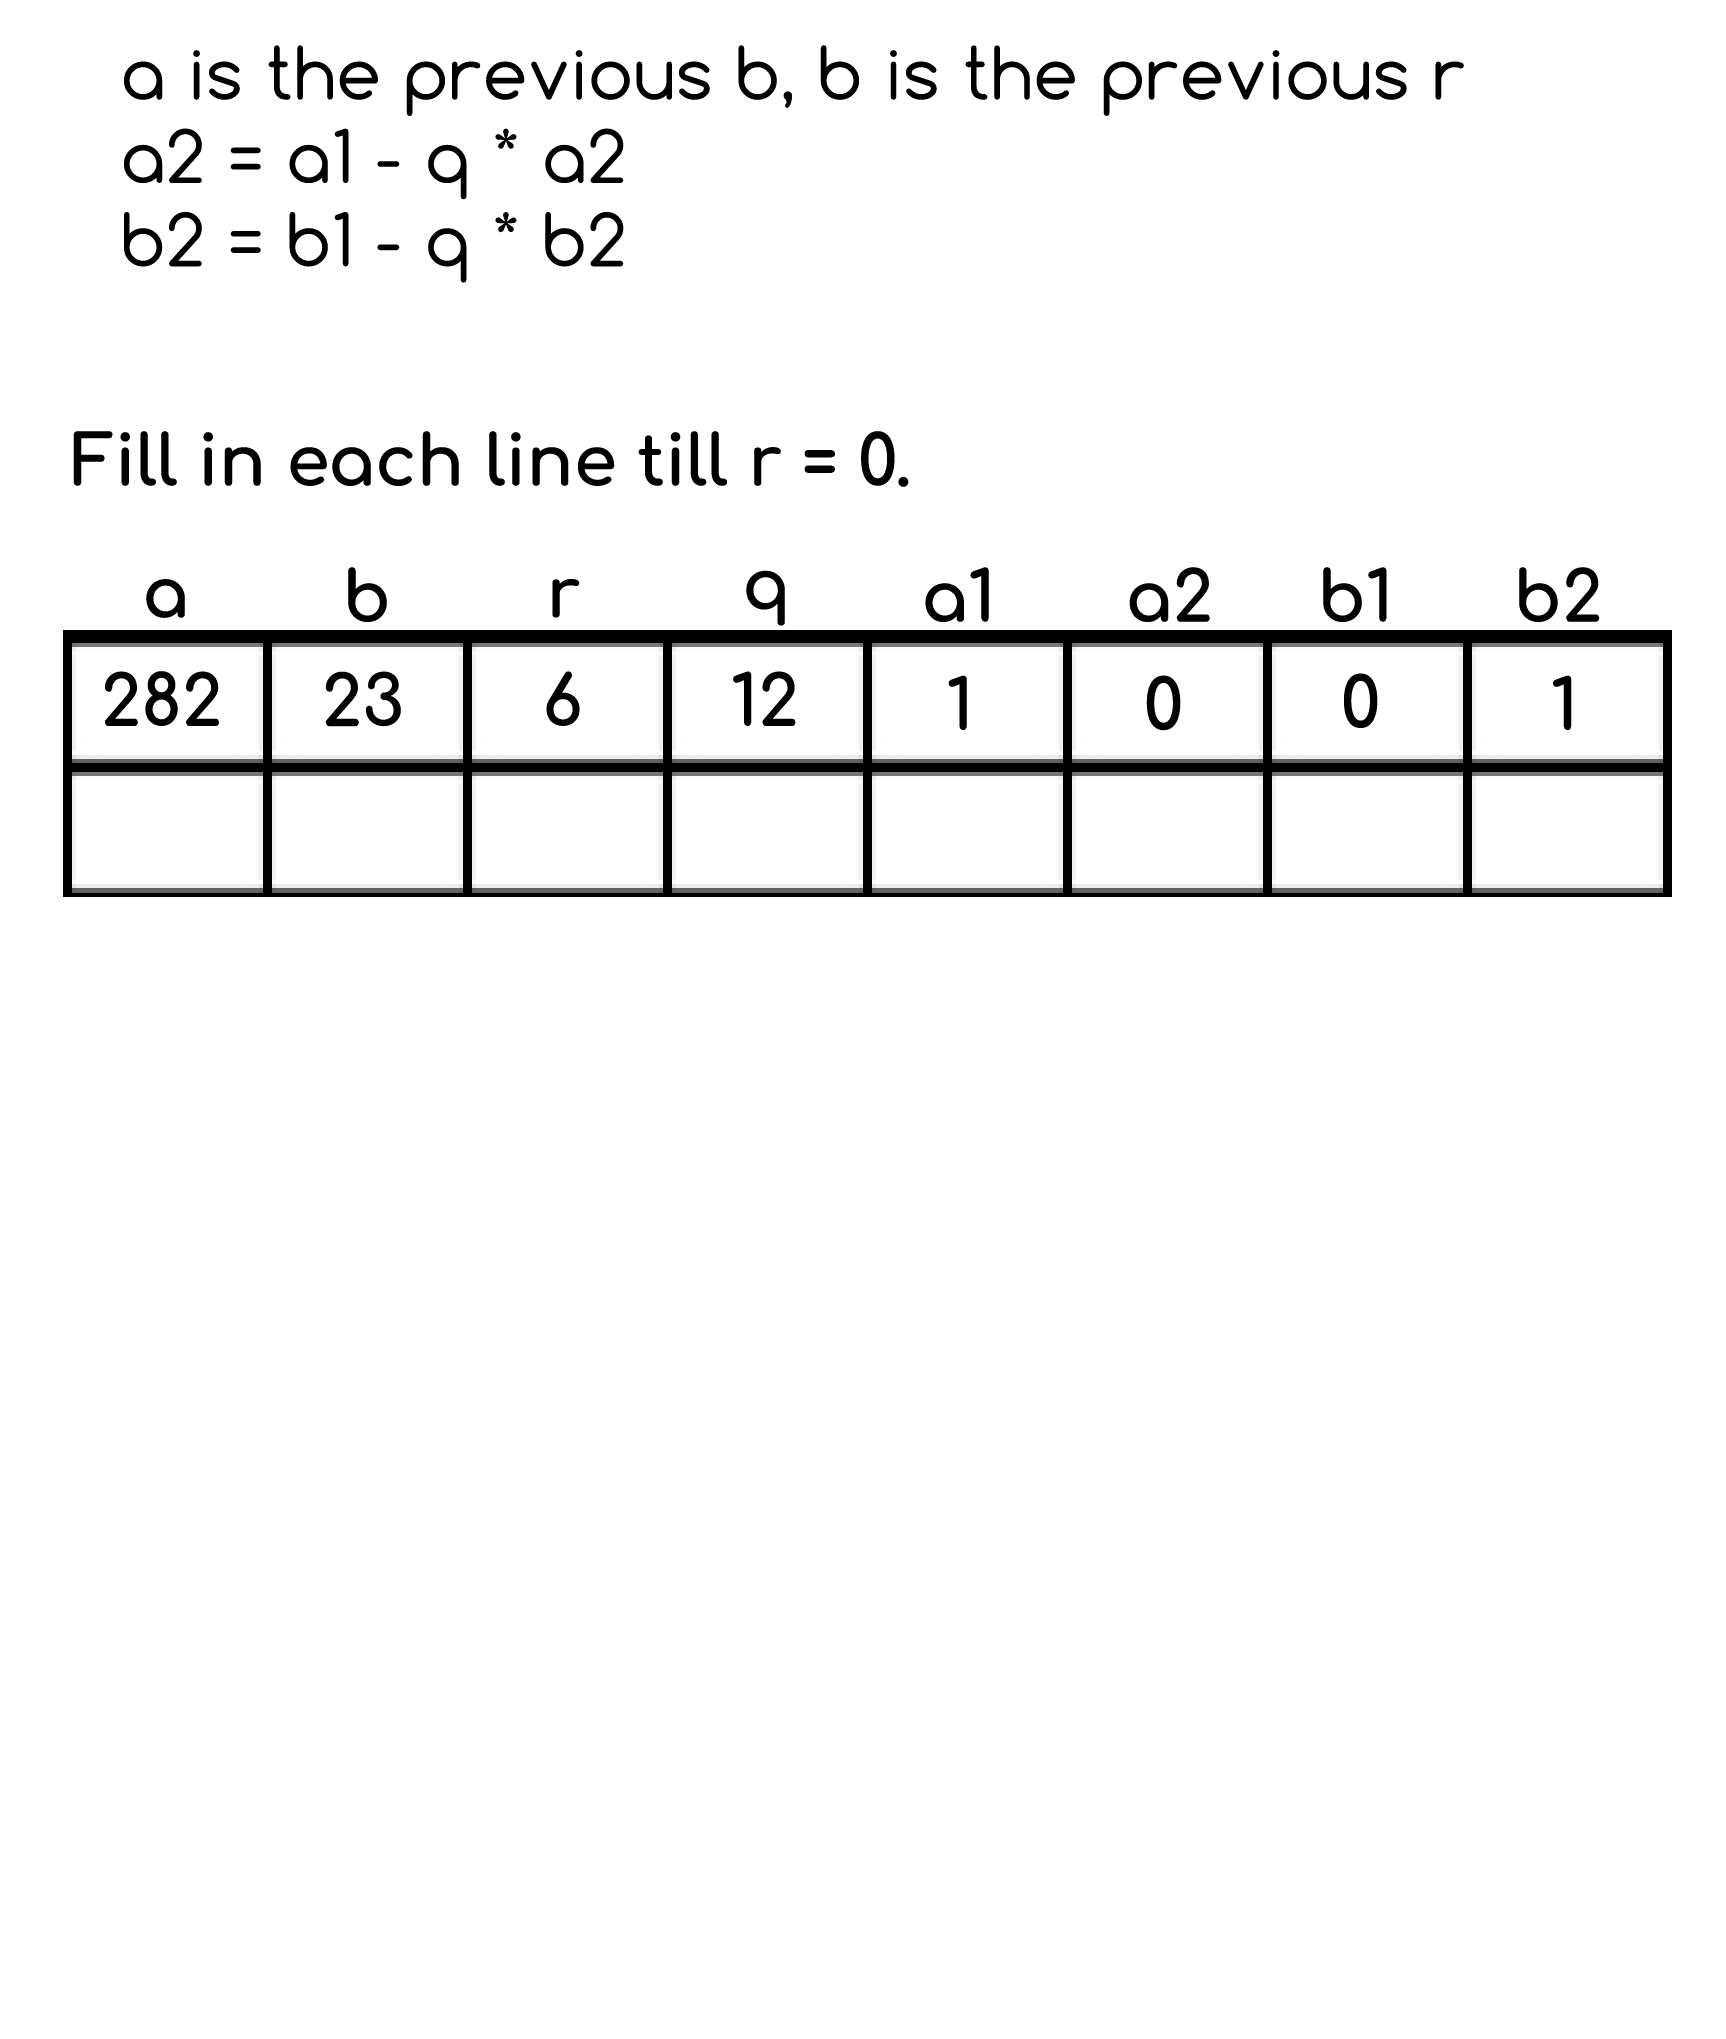 a is the previous b, b is the previous r
a2 = a1 - q * a2
b2 = b1 - q * b2
Fill in each line till r = 0.
a b r q a1 a2 b1 b2
282 23 6 12 1 0 0 1